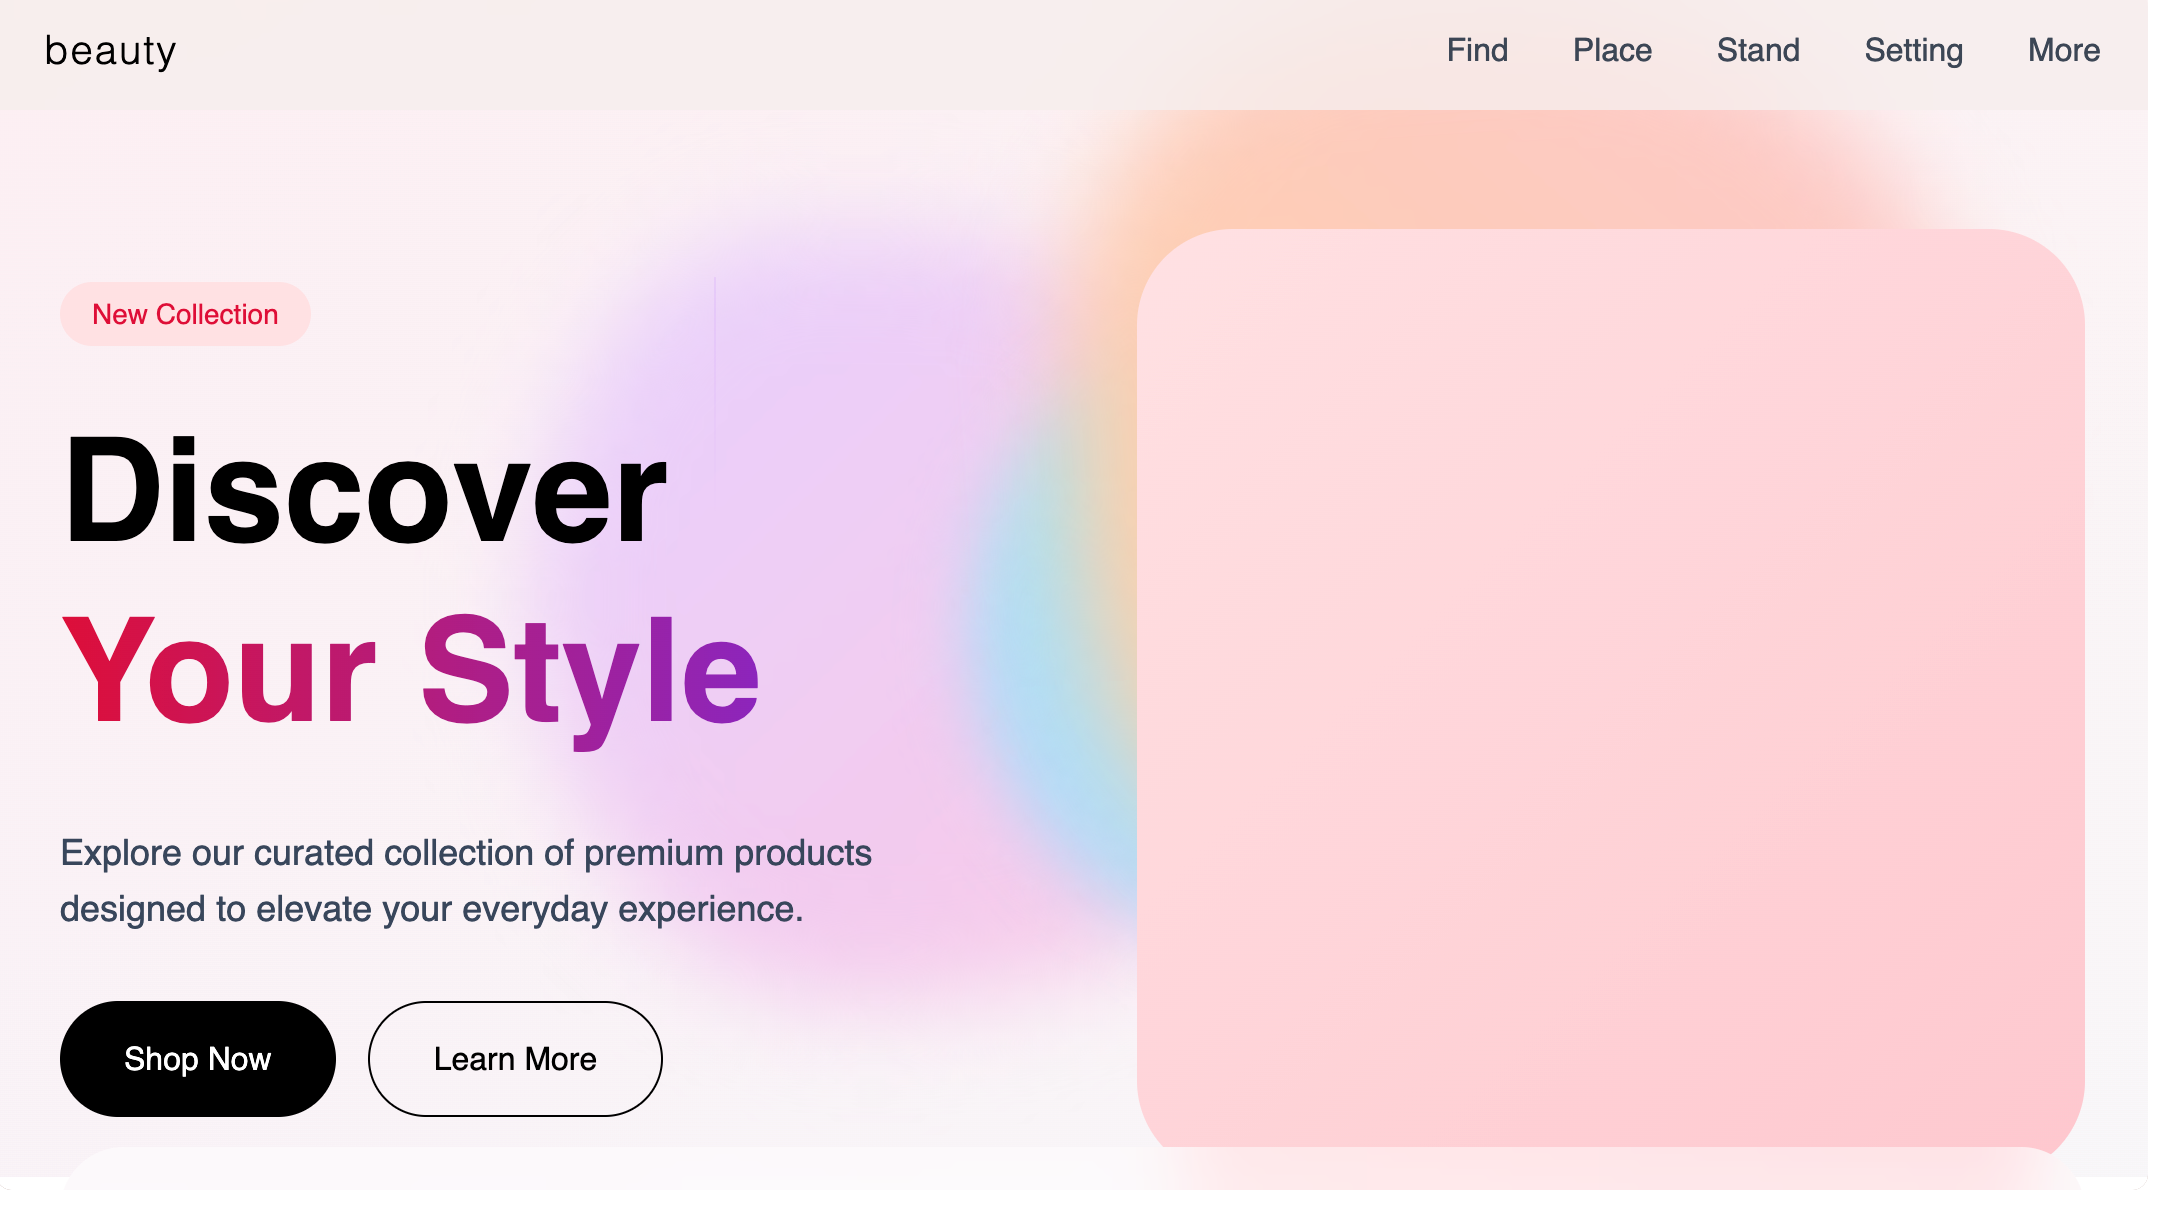 beauty
Find Place Stand Setting More
New Collection
Discover
Your Style
Explore our curated collection of premium products
designed to elevate your everyday experience.
Shop Now Learn More